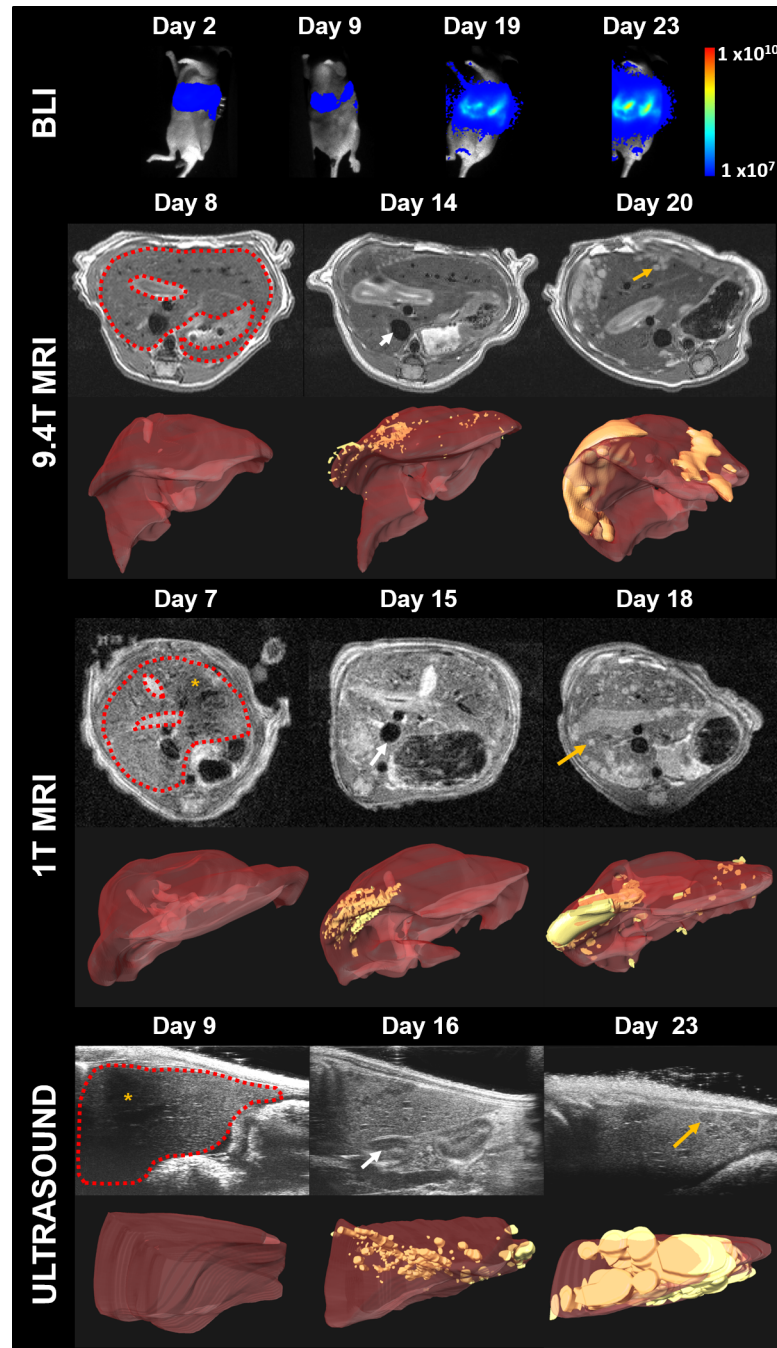 Day 2 Day 9 Day 19 Day 23
BLI
1 x10¹⁰
1 x10⁷
Day 8 Day 14 Day 20
9.4T MRI
*
Day 7 Day 15 Day 18
1T MRI
*
Day 9 Day 16 Day 23
ULTRASOUND